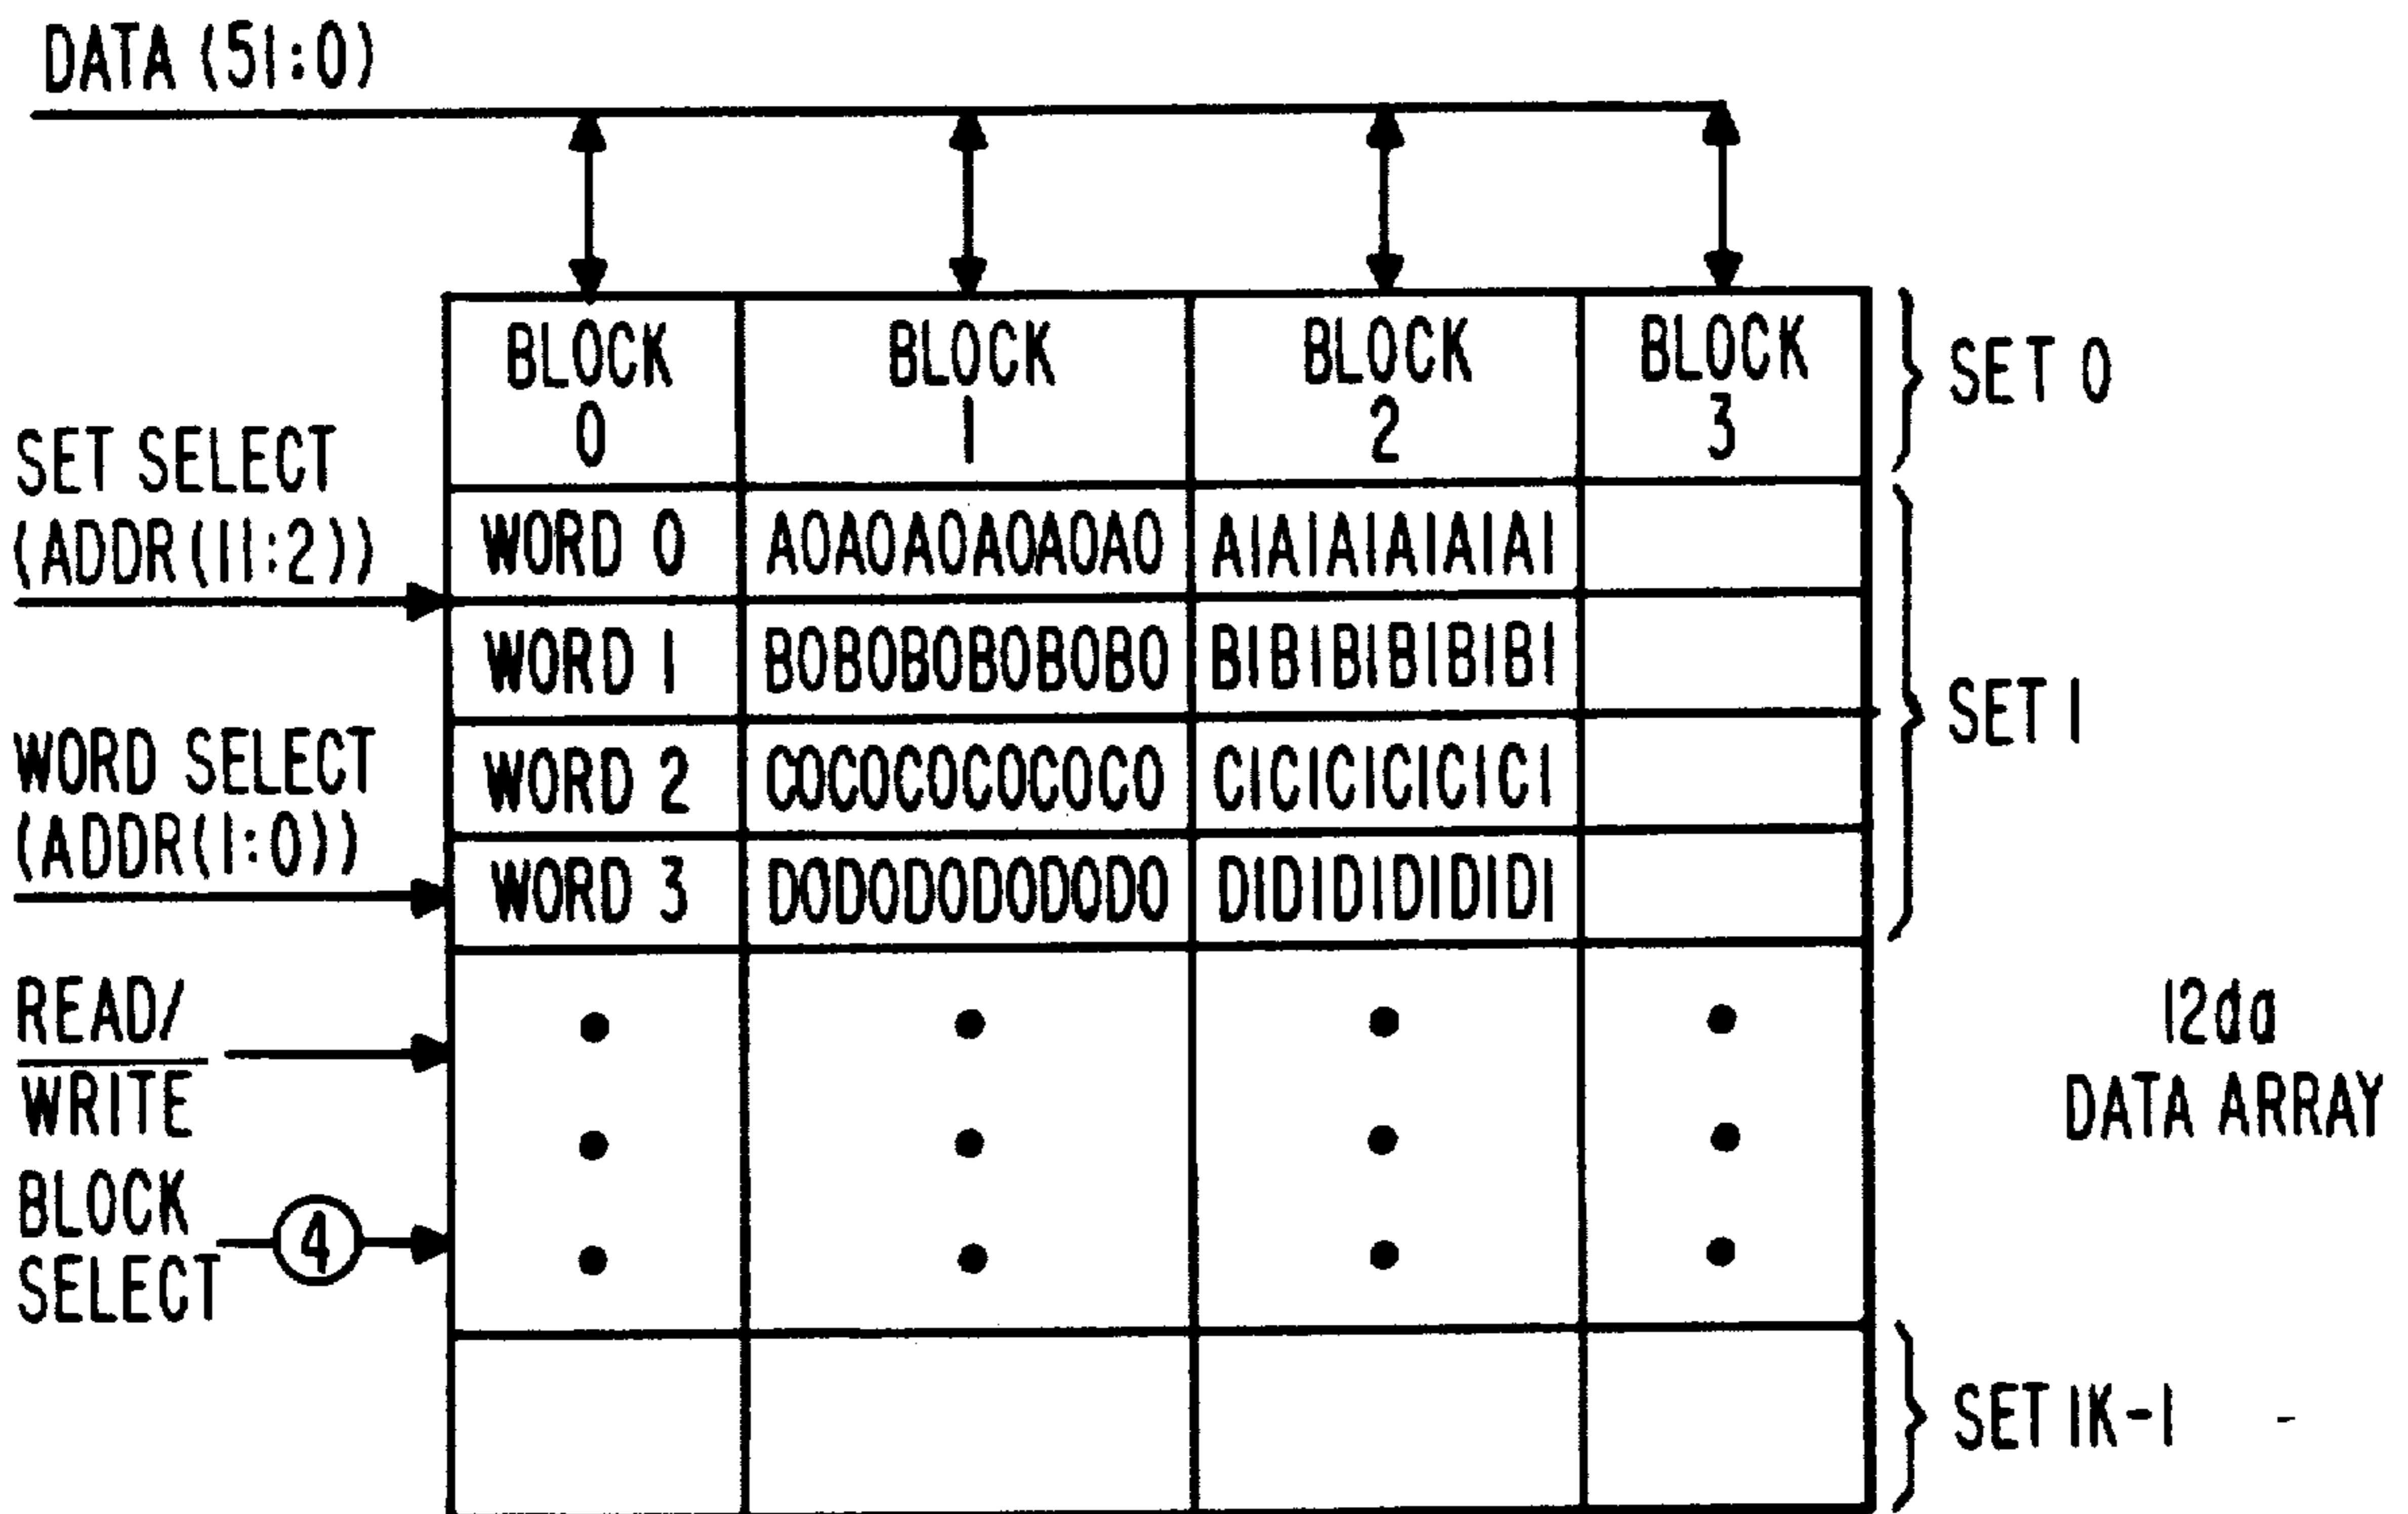 DATA (51:0)
BLOCK 0
BLOCK 1
BLOCK 2
BLOCK 3
SET 0
SET SELECT
(ADDR(11:2))
WORD 0 A0A0A0A0A0A0 A1A1A1A1A1A1
WORD 1 B0B0B0B0B0B0 B1B1B1B1B1B1
SET 1
WORD SELECT
(ADDR(1:0))
WORD 2 C0C0C0C0C0C0 C1C1C1C1C1C1
WORD 3 D0D0D0D0D0D0 D1D1D1D1D1D1
READ/
WRITE
12da
DATA ARRAY
BLOCK
SELECT
4
SET 1K-1